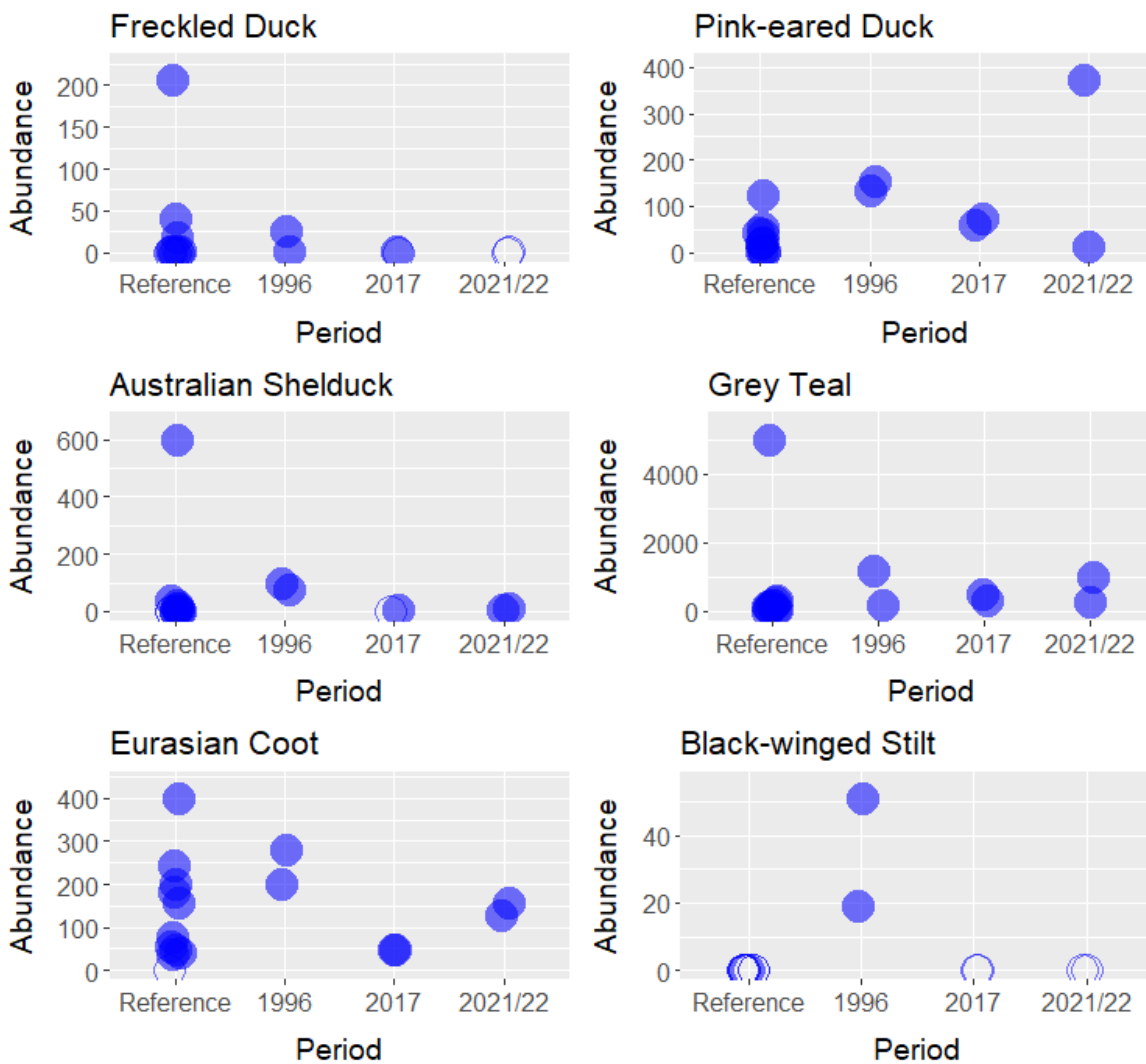 Freckled Duck
Abundance
200
150
100
50
0
Reference 1996 2017 2021/22
Period
Pink-eared Duck
Abundance
400
300
200
100
0
Reference 1996 2017 2021/22
Period
Australian Shelduck
Abundance
600
400
200
0
Reference 1996 2017 2021/22
Period
Grey Teal
Abundance
4000
2000
0
Reference 1996 2017 2021/22
Period
Eurasian Coot
Abundance
400
300
200
100
0
Reference 1996 2017 2021/22
Period
Black-winged Stilt
Abundance
40
20
0
Reference 1996 2017 2021/22
Period